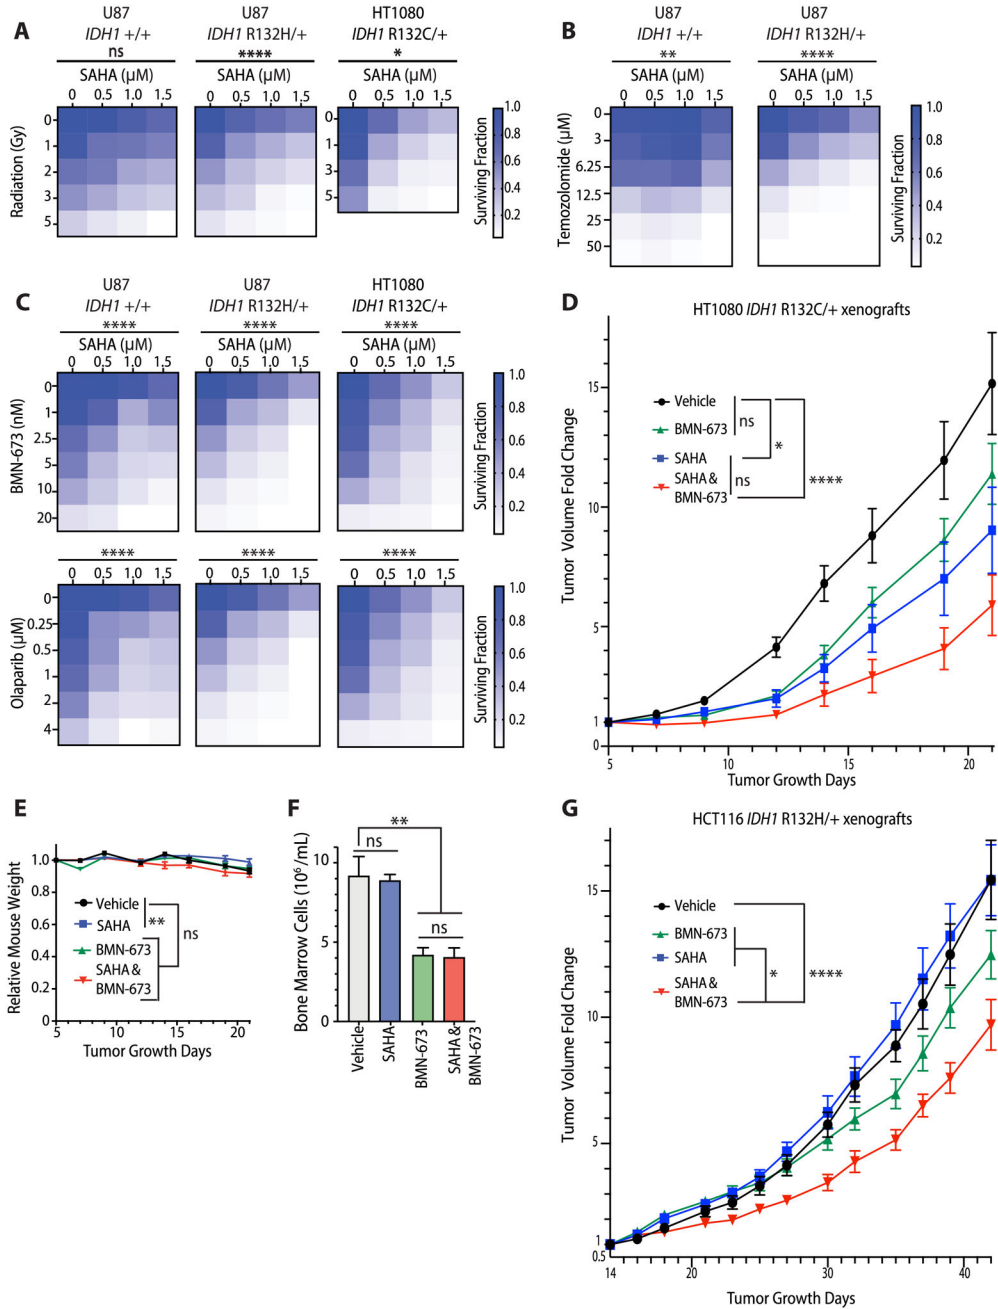 A
U87
IDH1 +/+
ns
SAHA (μM)
0 0.5 1.0 1.5
U87
IDH1 R132H/+
****
SAHA (μM)
0 0.5 1.0 1.5
HT1080
IDH1 R132C/+
*
SAHA (μM)
0 0.5 1.0 1.5
Radiation (Gy)
0
1
2
3
5
0
1
3
5
Surviving Fraction
1.0
0.8
0.6
0.4
0.2
B
U87
IDH1 +/+
**
SAHA (μM)
0 0.5 1.0 1.5
U87
IDH1 R132H/+
****
SAHA (μM)
0 0.5 1.0 1.5
Temozolomide (μM)
0
3
6.25
12.5
25
50
Surviving Fraction
1.0
0.8
0.6
0.4
0.2
C
U87
IDH1 +/+
****
SAHA (μM)
0 0.5 1.0 1.5
U87
IDH1 R132H/+
****
SAHA (μM)
0 0.5 1.0 1.5
HT1080
IDH1 R132C/+
****
SAHA (μM)
0 0.5 1.0 1.5
BMN-673 (nM)
0
1
2.5
5
10
20
Surviving Fraction
1.0
0.8
0.6
0.4
0.2
****
0 0.5 1.0 1.5
****
0 0.5 1.0 1.5
****
0 0.5 1.0 1.5
Olaparib (μM)
0
0.25
0.5
1
2
4
Surviving Fraction
1.0
0.8
0.6
0.4
0.2
D
HT1080 IDH1 R132C/+ xenografts
Tumor Volume Fold Change
15
10
5
1
0
Vehicle
BMN-673
SAHA
SAHA &
BMN-673
ns
*
ns
****
5 10 15 20
Tumor Growth Days
E
Relative Mouse Weight
1.0
0.8
0.6
0.4
0.2
0
Vehicle
SAHA
BMN-673
SAHA &
BMN-673
**
ns
5 10 15 20
Tumor Growth Days
F
Bone Marrow Cells (10⁶/mL)
10
5
0
**
ns
ns
Vehicle
SAHA
BMN-673
SAHA &
BMN-673
G
HCT116 IDH1 R132H/+ xenografts
Tumor Volume Fold Change
15
10
5
1
0.5
Vehicle
BMN-673
SAHA
SAHA &
BMN-673
*
****
14 20 30 40
Tumor Growth Days